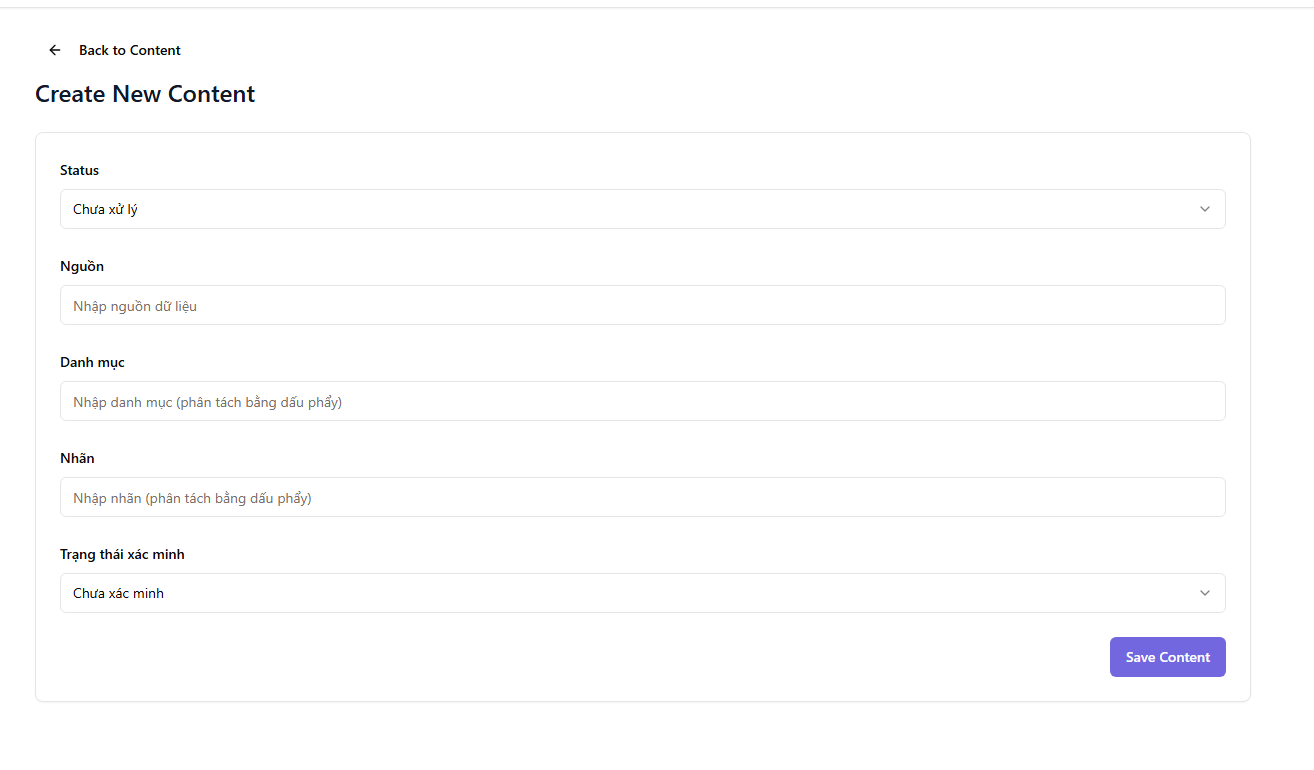 Back to Content
Create New Content
Status
Chưa xử lý
Nguồn
Nhập nguồn dữ liệu
Danh mục
Nhập danh mục (phân tách bằng dấu phẩy)
Nhãn
Nhập nhãn (phân tách bằng dấu phẩy)
Trạng thái xác minh
Chưa xác minh
Save Content